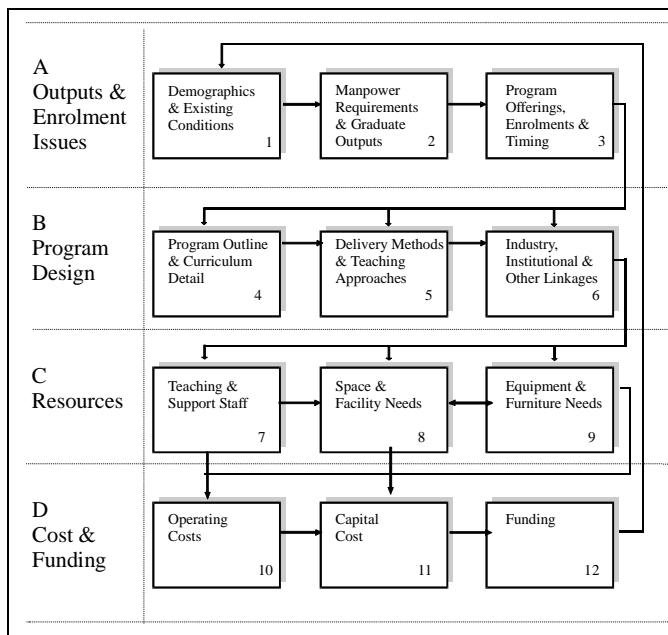 A
Outputs &
Enrolment
Issues
Demographics
& Existing
Conditions
1
Manpower
Requirements
& Graduate
Outputs
2
Program
Offerings,
Enrolments &
Timing
3
B
Program
Design
Program Outline
& Curriculum
Detail
4
Delivery Methods
& Teaching
Approaches
5
Industry,
Institutional &
Other Linkages
6
C
Resources
Teaching &
Support Staff
7
Space &
Facility Needs
8
Equipment &
Furniture Needs
9
D
Cost &
Funding
Operating
Costs
10
Capital
Cost
11
Funding
12